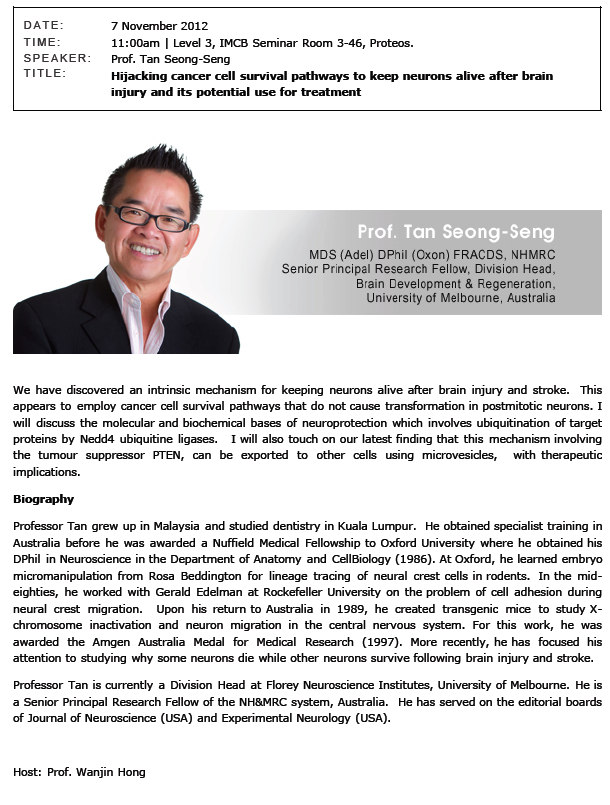 DATE: 7 November 2012
TIME: 11:00am | Level 3, IMCB Seminar Room 3-46, Proteos.
SPEAKER: Prof. Tan Seong-Seng
TITLE: Hijacking cancer cell survival pathways to keep neurons alive after brain
injury and its potential use for treatment
Prof. Tan Seong-Seng
MDS (Adel) DPhil (Oxon) FRACDS, NHMRC
Senior Principal Research Fellow, Division Head,
Brain Development & Regeneration,
University of Melbourne, Australia
We have discovered an intrinsic mechanism for keeping neurons alive after brain injury and stroke. This
appears to employ cancer cell survival pathways that do not cause transformation in postmitotic neurons. I
will discuss the molecular and biochemical bases of neuroprotection which involves ubiquitination of target
proteins by Nedd4 ubiquitine ligases. I will also touch on our latest finding that this mechanism involving
the tumour suppressor PTEN, can be exported to other cells using microvesicles, with therapeutic
implications.
Biography
Professor Tan grew up in Malaysia and studied dentistry in Kuala Lumpur. He obtained specialist training in
Australia before he was awarded a Nuffield Medical Fellowship to Oxford University where he obtained his
DPhil in Neuroscience in the Department of Anatomy and CellBiology (1986). At Oxford, he learned embryo
micromanipulation from Rosa Beddington for lineage tracing of neural crest cells in rodents. In the mid-
eighties, he worked with Gerald Edelman at Rockefeller University on the problem of cell adhesion during
neural crest migration. Upon his return to Australia in 1989, he created transgenic mice to study X-
chromosome inactivation and neuron migration in the central nervous system. For this work, he was
awarded the Amgen Australia Medal for Medical Research (1997). More recently, he has focused his
attention to studying why some neurons die while other neurons survive following brain injury and stroke.
Professor Tan is currently a Division Head at Florey Neuroscience Institutes, University of Melbourne. He is
a Senior Principal Research Fellow of the NH&MRC system, Australia. He has served on the editorial boards
of Journal of Neuroscience (USA) and Experimental Neurology (USA).
Host: Prof. Wanjin Hong